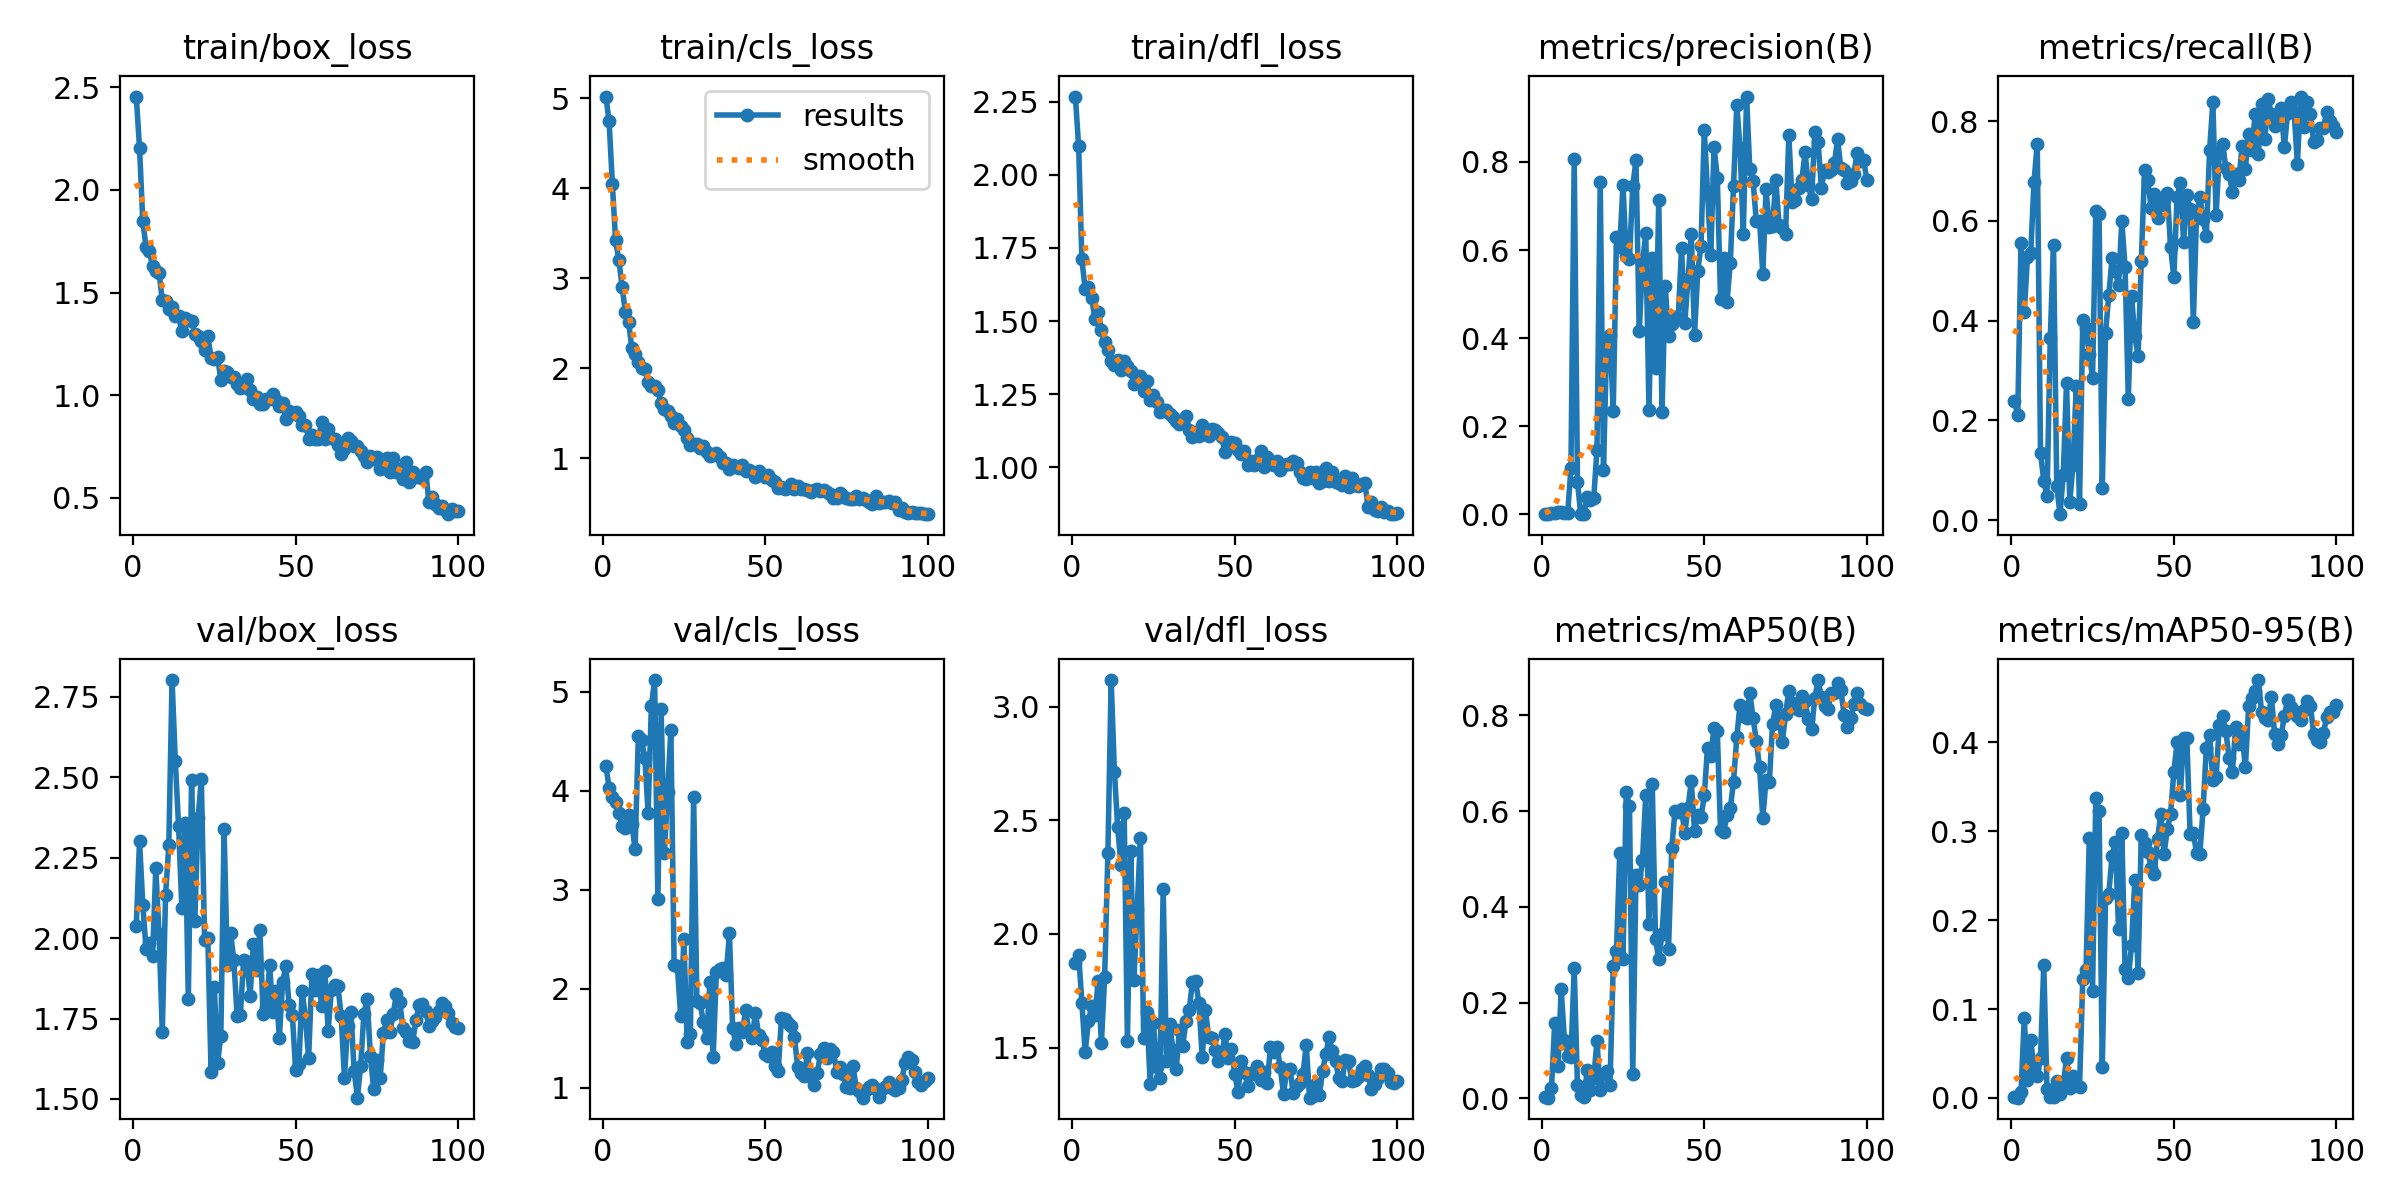 train/box_loss
2.5
2.0
1.5
1.0
0.5
0 50 100
train/cls_loss
results
smooth
5
4
3
2
1
0 50 100
train/dfl_loss
2.25
2.00
1.75
1.50
1.25
1.00
0 50 100
metrics/precision(B)
0.8
0.6
0.4
0.2
0.0
0 50 100
metrics/recall(B)
0.8
0.6
0.4
0.2
0.0
0 50 100
val/box_loss
2.75
2.50
2.25
2.00
1.75
1.50
0 50 100
val/cls_loss
5
4
3
2
1
0 50 100
val/dfl_loss
3.0
2.5
2.0
1.5
0 50 100
metrics/mAP50(B)
0.8
0.6
0.4
0.2
0.0
0 50 100
metrics/mAP50-95(B)
0.4
0.3
0.2
0.1
0.0
0 50 100